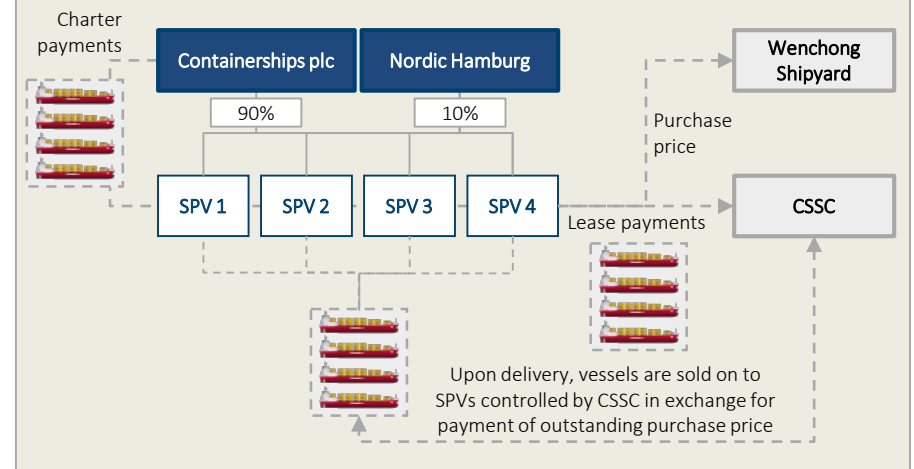 Charter
payments
Containerships plc
Nordic Hamburg
Wenchong
Shipyard
90%
10%
Purchase
price
SPV 1
SPV 2
SPV 3
SPV 4
CSSC
Lease payments
Upon delivery, vessels are sold on to
SPVs controlled by CSSC in exchange for
payment of outstanding purchase price